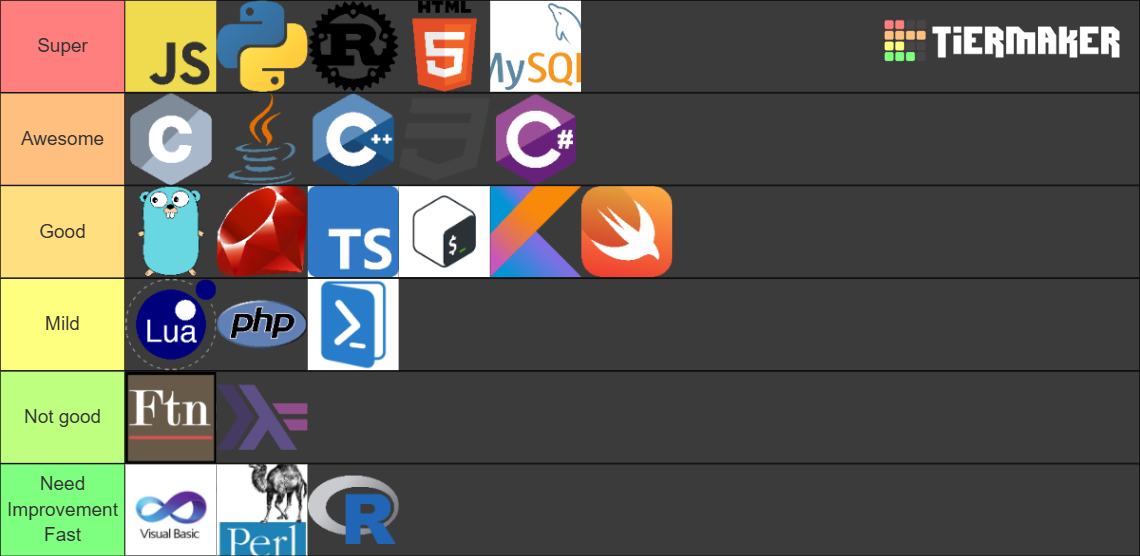 Super
JS
R
HTML
5
MySQL
TiERMAKER
Awesome
C
C++
C#
Good
TS
$_
Mild
Lua
php
>_
Not good
Ftn
Need
Improvement
Fast
Visual Basic
Perl
R